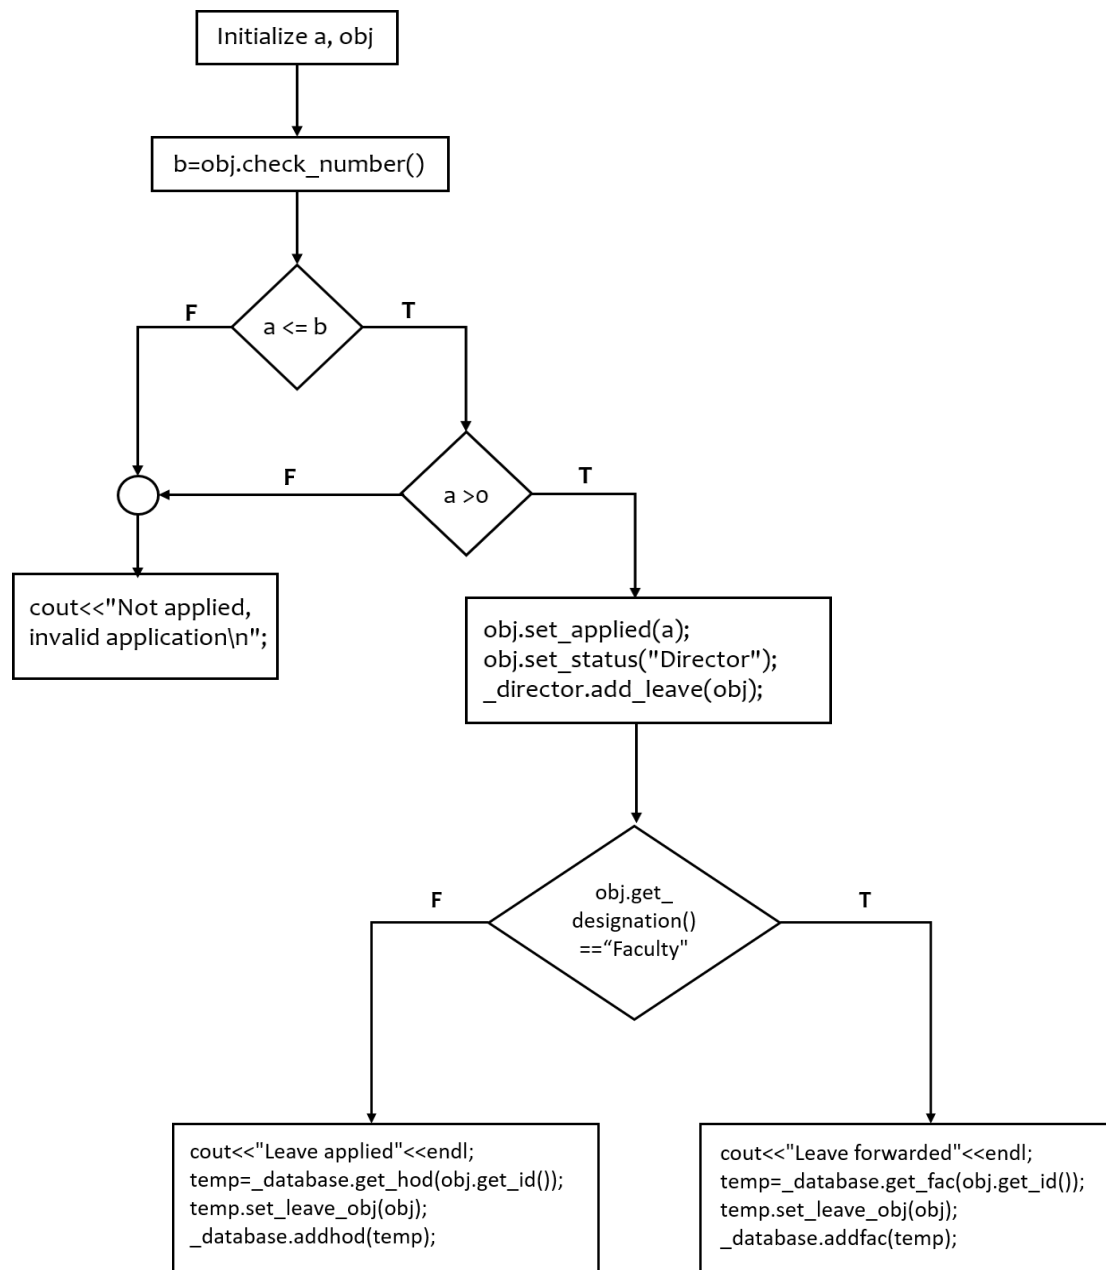 Initialize a, obj
b=obj.check_number()
F
T
a <= b
F
T
a >0
cout<<"Not applied,
invalid application\n";
obj.set_applied(a);
obj.set_status("Director");
_director.add_leave(obj);
F
T
obj.get_
designation()
==“Faculty"
cout<<"Leave applied"<<endl;
temp=_database.get_hod(obj.get_id());
temp.set_leave_obj(obj);
_database.addhod(temp);
cout<<"Leave forwarded"<<endl;
temp=_database.get_fac(obj.get_id());
temp.set_leave_obj(obj);
_database.addfac(temp);